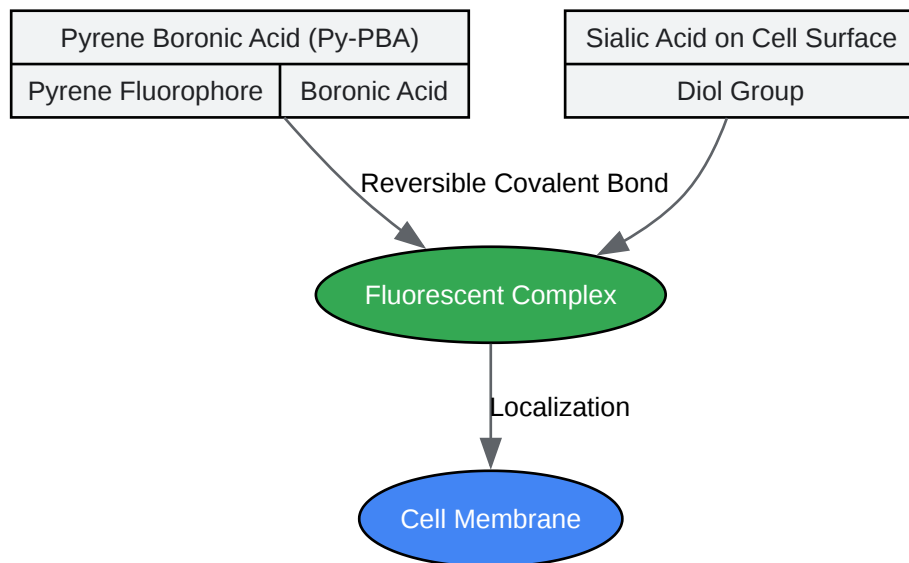 Pyrene Boronic Acid (Py-PBA)
Pyrene Fluorophore
Boronic Acid
Sialic Acid on Cell Surface
Diol Group
Reversible Covalent Bond
Fluorescent Complex
Localization
Cell Membrane